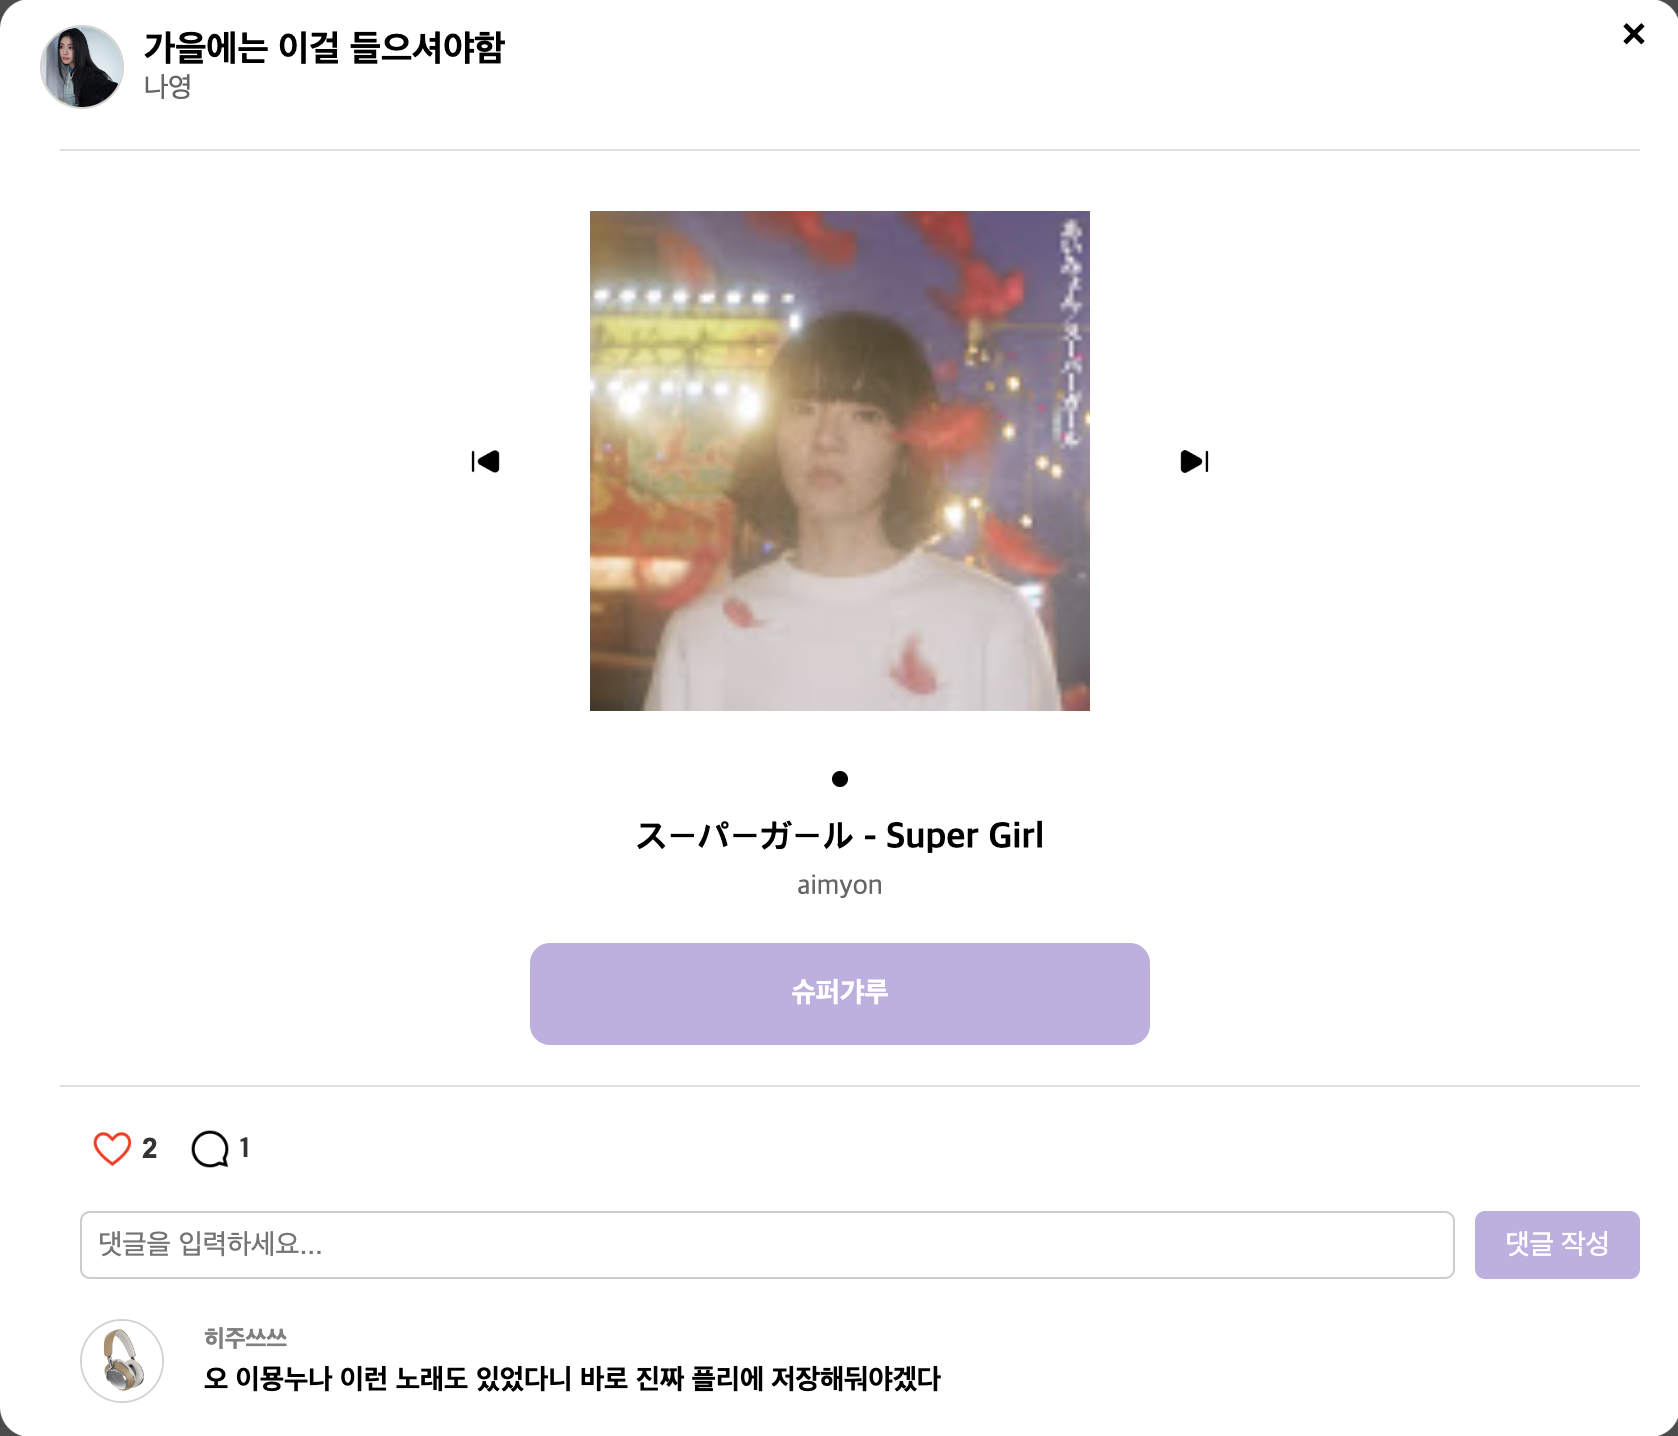 가을에는 이걸 들으셔야함
나영
あいみょん/スーパーガール
スーパーガール - Super Girl
aimyon
슈퍼갸루
2
1
댓글을 입력하세요...
댓글 작성
히주쓰쓰
오 이묭누나 이런 노래도 있었다니 바로 진짜 플리에 저장해둬야겠다